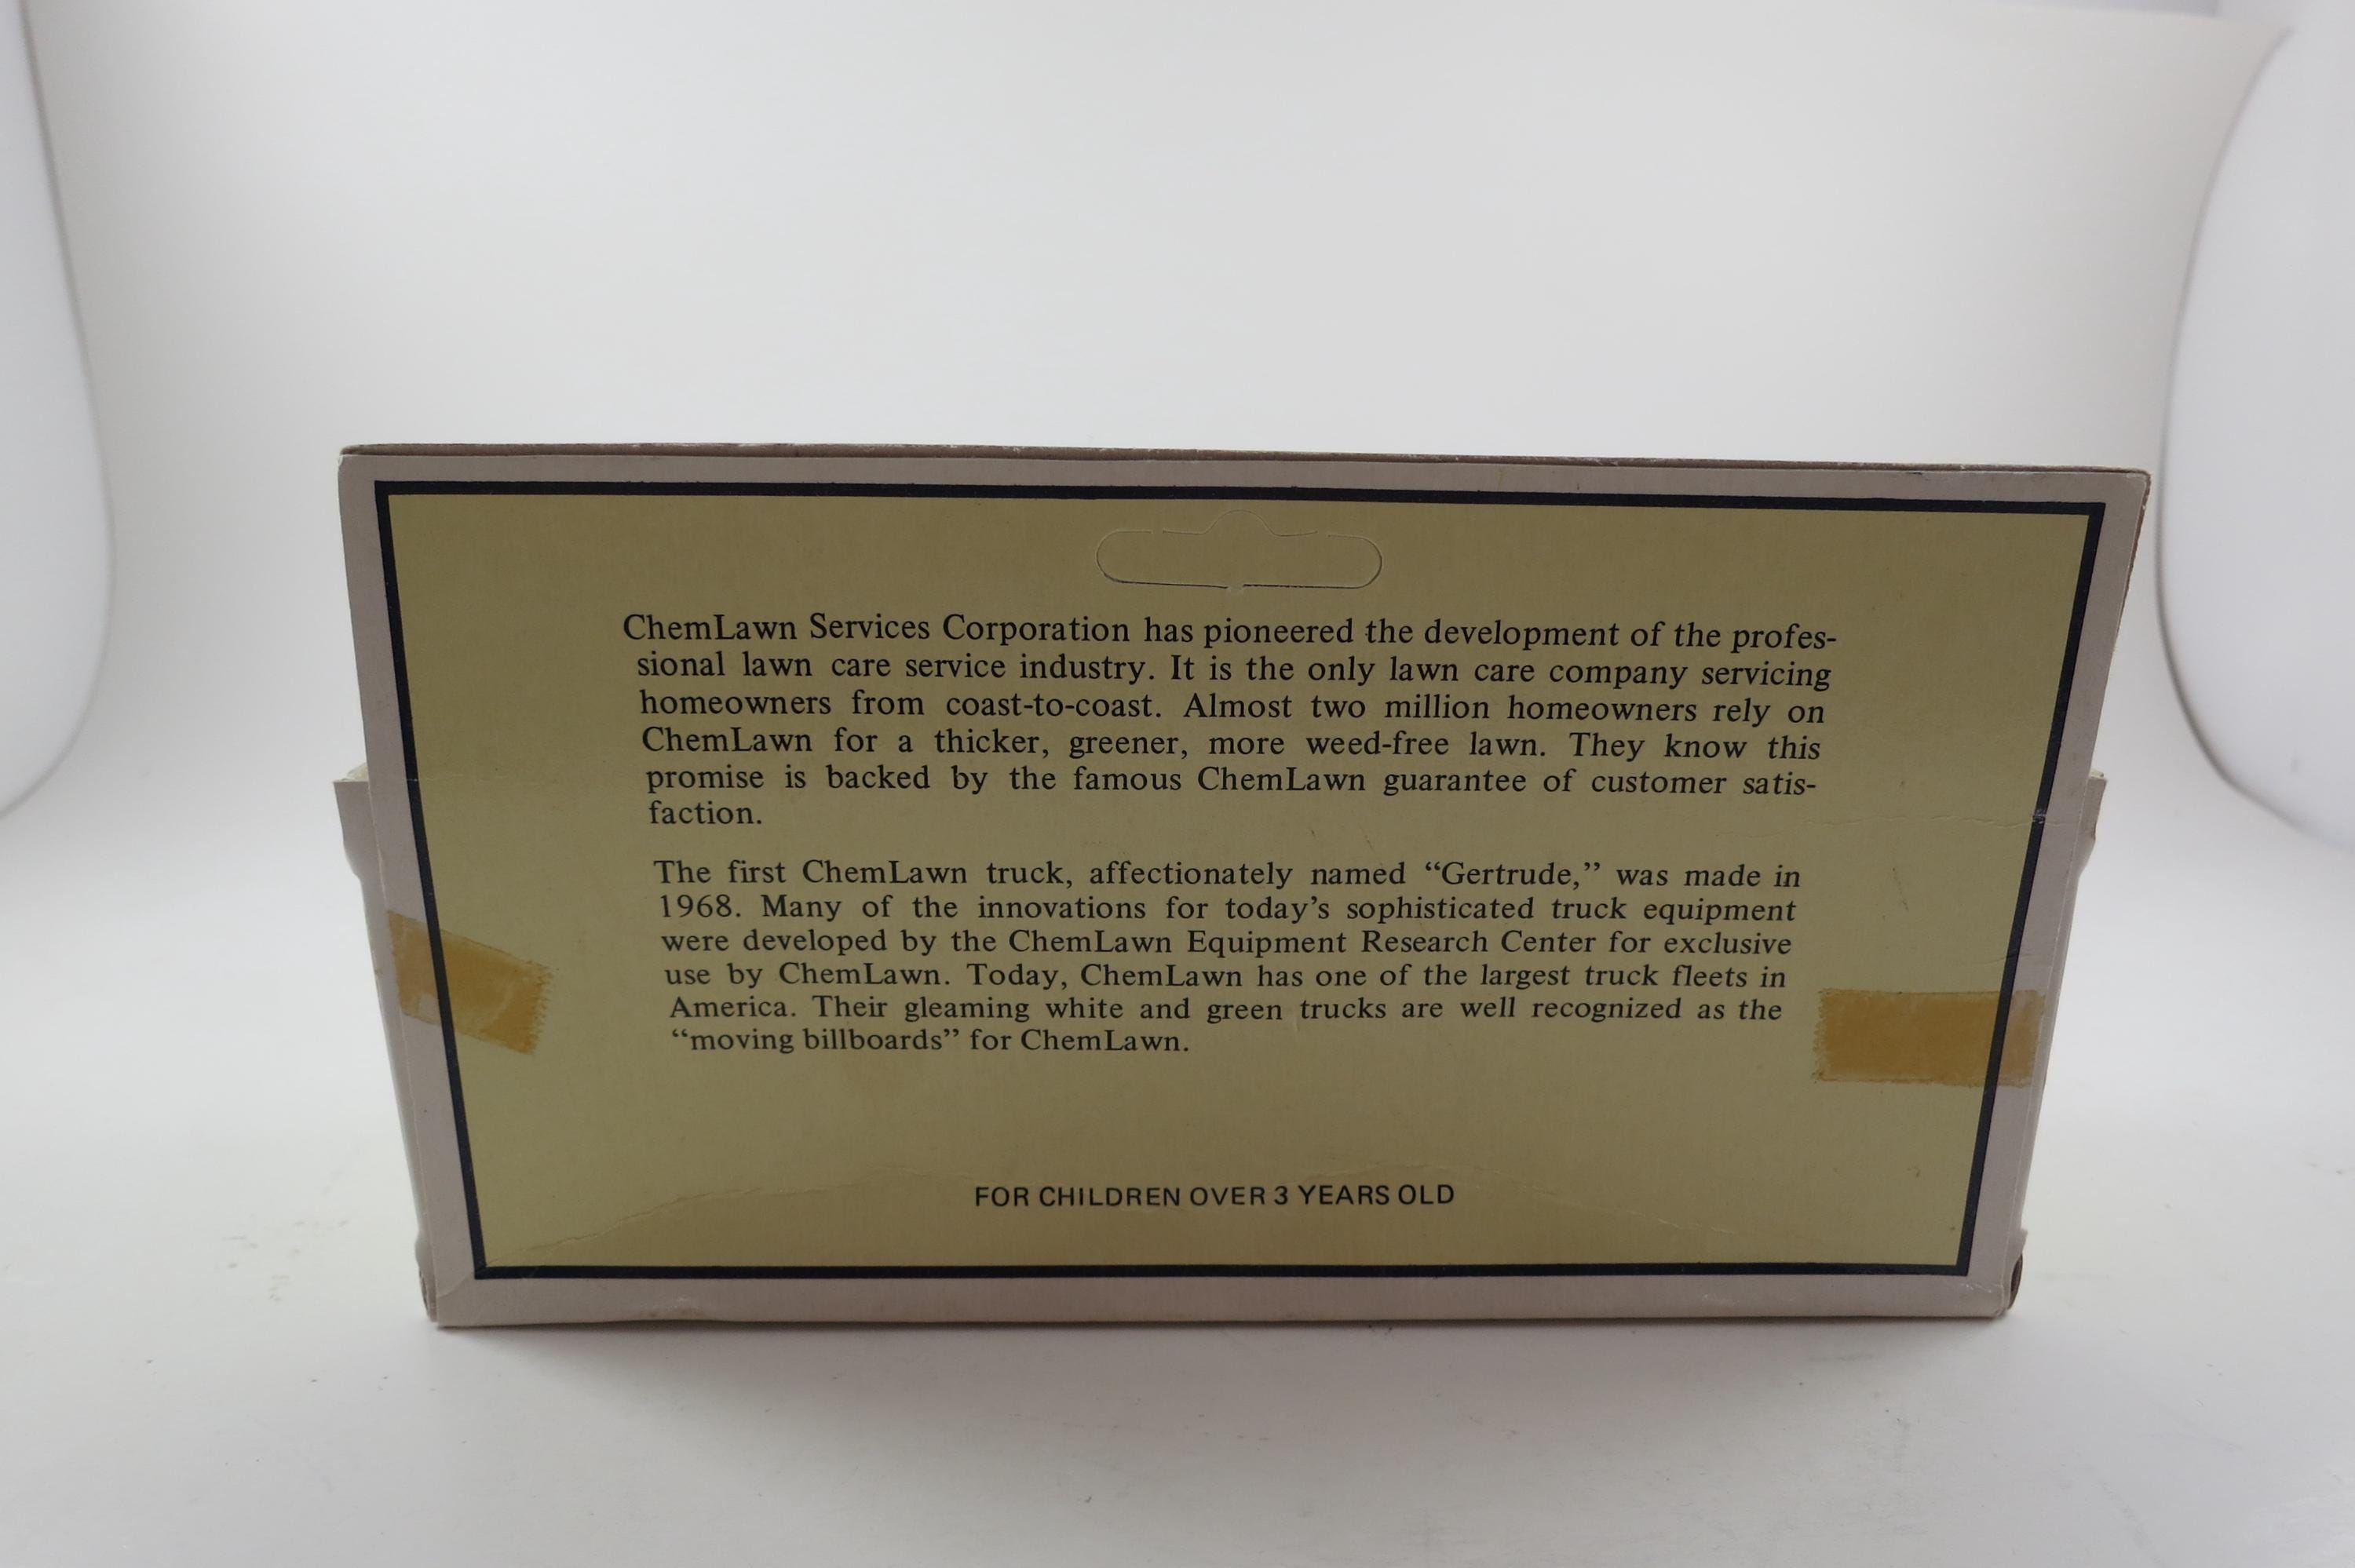 ChemLawn Services Corporation has pioneered the development of the profes-
sional lawn care service industry. It is the only lawn care company servicing
homeowners from coast-to-coast. Almost two million homeowners rely on
ChemLawn for a thicker, greener, more weed-free lawn. They know this
promise is backed by the famous ChemLawn guarantee of customer satis-
faction.
The first ChemLawn truck, affectionately named “Gertrude,” was made in
1968. Many of the innovations for today’s sophisticated truck equipment
were developed by the ChemLawn Equipment Research Center for exclusive
use by ChemLawn. Today, ChemLawn has one of the largest truck fleets in
America. Their gleaming white and green trucks are well recognized as the
“moving billboards” for ChemLawn.
FOR CHILDREN OVER 3 YEARS OLD